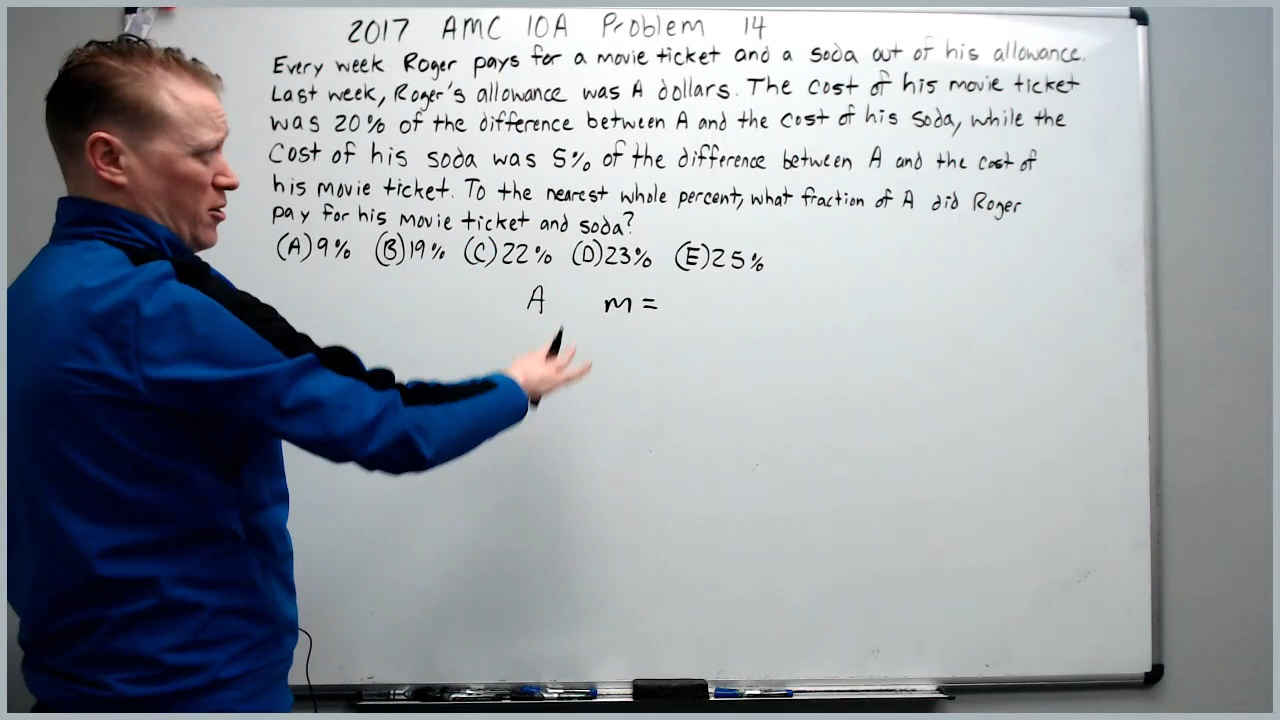 2017 AMC 10A Problem 14
Every week Roger pays for a movie ticket and a soda out of his allowance.
Last week, Roger's allowance was A dollars. The cost of his movie ticket
was 20% of the difference between A and the cost of his soda, while the
cost of his soda was 5% of the difference between A and the cost of
his movie ticket. To the nearest whole percent, what fraction of A did Roger
pay for his movie ticket and soda?
(A) 9% (B) 19% (C) 22% (D) 23% (E) 25%
A m =